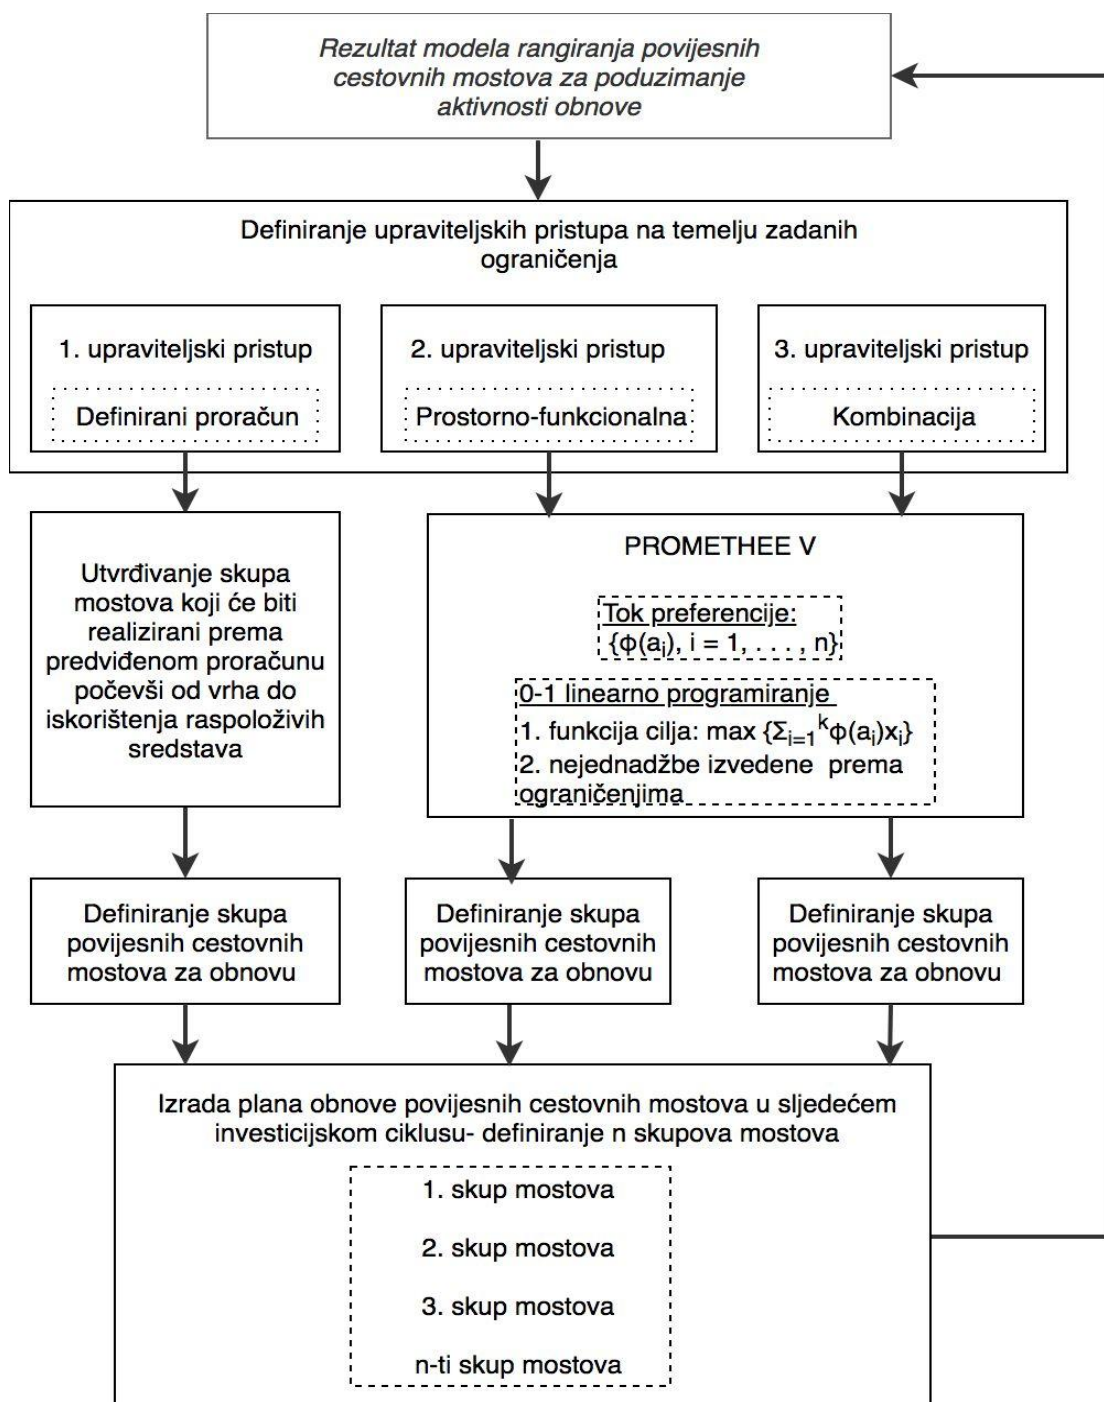 Rezultat modela rangiranja povijesnih
cestovnih mostova za poduzimanje
aktivnosti obnove
Definiranje upraviteljskih pristupa na temelju zadanih
ograničenja
1. upraviteljski pristup
Definirani proračun
2. upraviteljski pristup
Prostorno-funkcionalna
3. upraviteljski pristup
Kombinacija
Utvrđivanje skupa
mostova koji će biti
realizirani prema
predviđenom proračunu
počevši od vrha do
iskorištenja raspoloživih
sredstava
PROMETHEE V
Tok preferencije:
{ϕ(aᵢ), i = 1, . . . , n}
0-1 linearno programiranje
1. funkcija cilja: max {Σᵢ₌₁ᵏϕ(aᵢ)xᵢ}
2. nejednadžbe izvedene prema
ograničenjima
Definiranje skupa
povijesnih cestovnih
mostova za obnovu
Definiranje skupa
povijesnih cestovnih
mostova za obnovu
Definiranje skupa
povijesnih cestovnih
mostova za obnovu
Izrada plana obnove povijesnih cestovnih mostova u sljedećem
investicijskom ciklusu- definiranje n skupova mostova
1. skup mostova
2. skup mostova
3. skup mostova
n-ti skup mostova